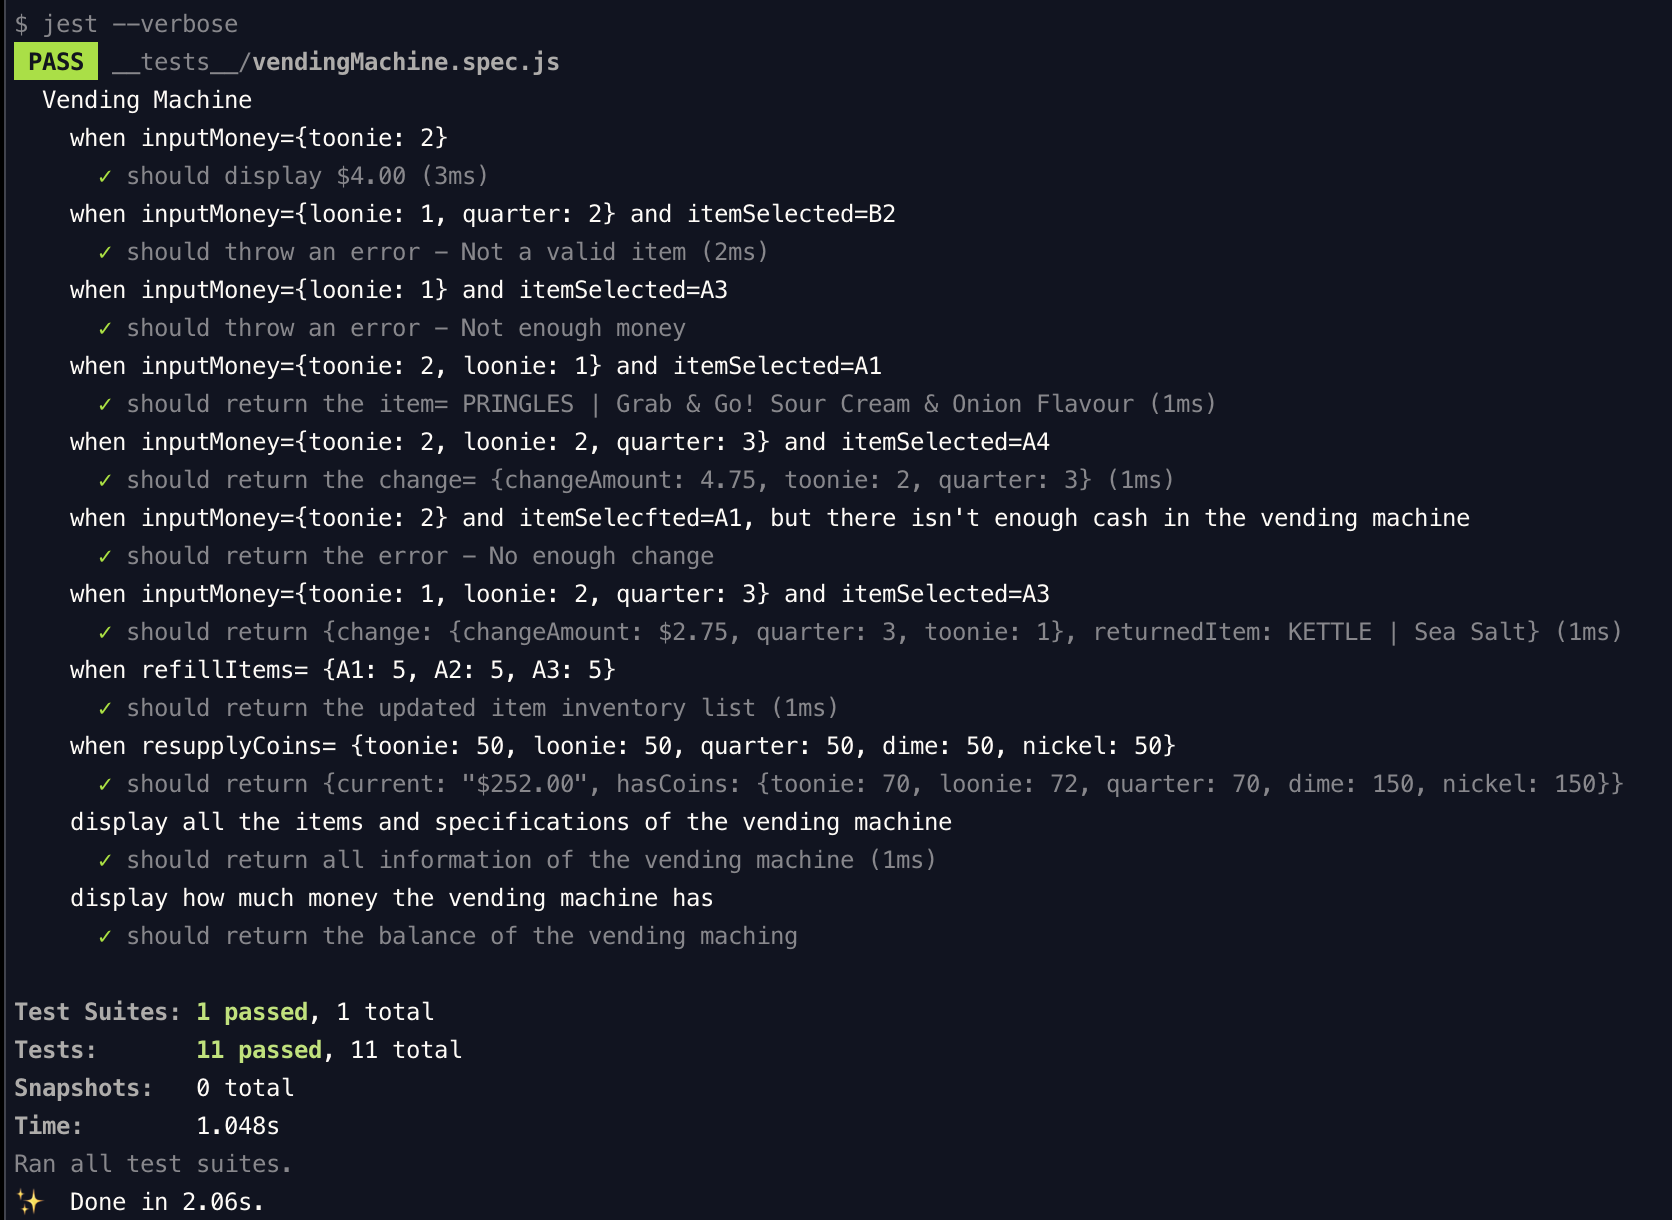 $ jest --verbose
PASS __tests__/vendingMachine.spec.js
Vending Machine
when inputMoney={toonie: 2}
✓ should display $4.00 (3ms)
when inputMoney={loonie: 1, quarter: 2} and itemSelected=B2
✓ should throw an error – Not a valid item (2ms)
when inputMoney={loonie: 1} and itemSelected=A3
✓ should throw an error – Not enough money
when inputMoney={toonie: 2, loonie: 1} and itemSelected=A1
✓ should return the item= PRINGLES | Grab & Go! Sour Cream & Onion Flavour (1ms)
when inputMoney={toonie: 2, loonie: 2, quarter: 3} and itemSelected=A4
✓ should return the change= {changeAmount: 4.75, toonie: 2, quarter: 3} (1ms)
when inputMoney={toonie: 2} and itemSelecfted=A1, but there isn't enough cash in the vending machine
✓ should return the error – No enough change
when inputMoney={toonie: 1, loonie: 2, quarter: 3} and itemSelected=A3
✓ should return {change: {changeAmount: $2.75, quarter: 3, toonie: 1}, returnedItem: KETTLE | Sea Salt} (1ms)
when refillItems= {A1: 5, A2: 5, A3: 5}
✓ should return the updated item inventory list (1ms)
when resupplyCoins= {toonie: 50, loonie: 50, quarter: 50, dime: 50, nickel: 50}
✓ should return {current: "$252.00", hasCoins: {toonie: 70, loonie: 72, quarter: 70, dime: 150, nickel: 150}}
display all the items and specifications of the vending machine
✓ should return all information of the vending machine (1ms)
display how much money the vending machine has
✓ should return the balance of the vending maching
Test Suites: 1 passed, 1 total
Tests: 11 passed, 11 total
Snapshots: 0 total
Time: 1.048s
Ran all test suites.
✨ Done in 2.06s.